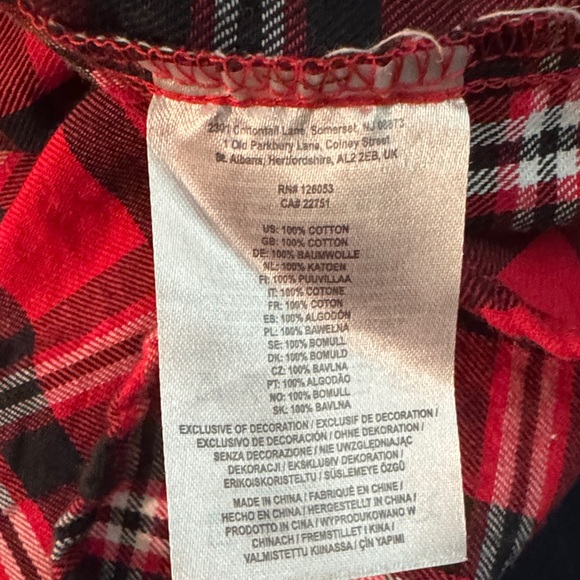 2301 Cottontail Lane, Somerset, NJ 08873
1 Old Parkbury Lane, Colney Street
St. Albans, Hertfordshire, AL2 2EB, UK
RN# 126053
CA# 22751
US: 100% COTTON
GB: 100% COTTON
DE: 100% BAUMWOLLE
NL: 100% KATOEN
FI: 100% PUUVILLAA
IT: 100% COTONE
FR: 100% COTON
ES: 100% ALGODÓN
PL: 100% BAWEŁNA
SE: 100% BOMULL
DK: 100% BOMULD
CZ: 100% BAVLNA
PT: 100% ALGODÃO
NO: 100% BOMULL
SK: 100% BAVLNA
EXCLUSIVE OF DECORATION / EXCLUSIF DE DECORATION /
EXCLUSIVO DE DECORACIÓN / OHNE DEKORATION /
SENZA DECORAZIONE / NIE UWZGLĘDNIAJĄC
DEKORACJI / EKSKLUSIV DEKORATION /
ERIKOISKORISTELTU / SÜSLEMEYE ÖZGÜ
MADE IN CHINA / FABRIQUÉ EN CHINE /
HECHO EN CHINA / HERGESTELLT IN CHINA /
PRODOTTO IN CINA / WYPRODUKOWANO W
CHINACH / FREMSTILLET I KINA /
VALMISTETTU KIINASSA / ÇİN YAPIMI